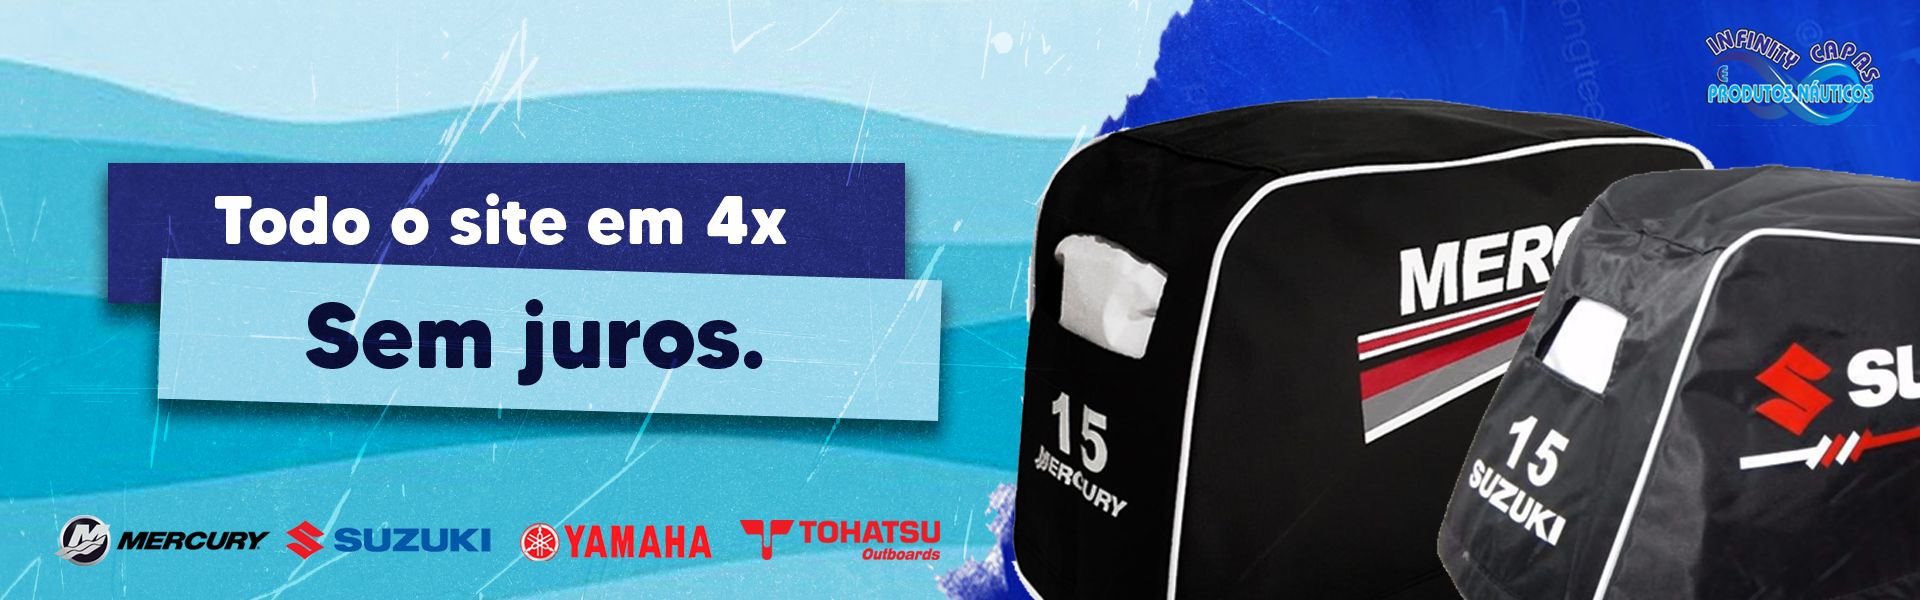 INFINITY CAPAS
E
PRODUTOS NÁUTICOS
Todo o site em 4x
Sem juros.
MERC
15
MERCURY
SU
15
SUZUKI
MERCURY
SUZUKI
YAMAHA
TOHATSU
Outboards